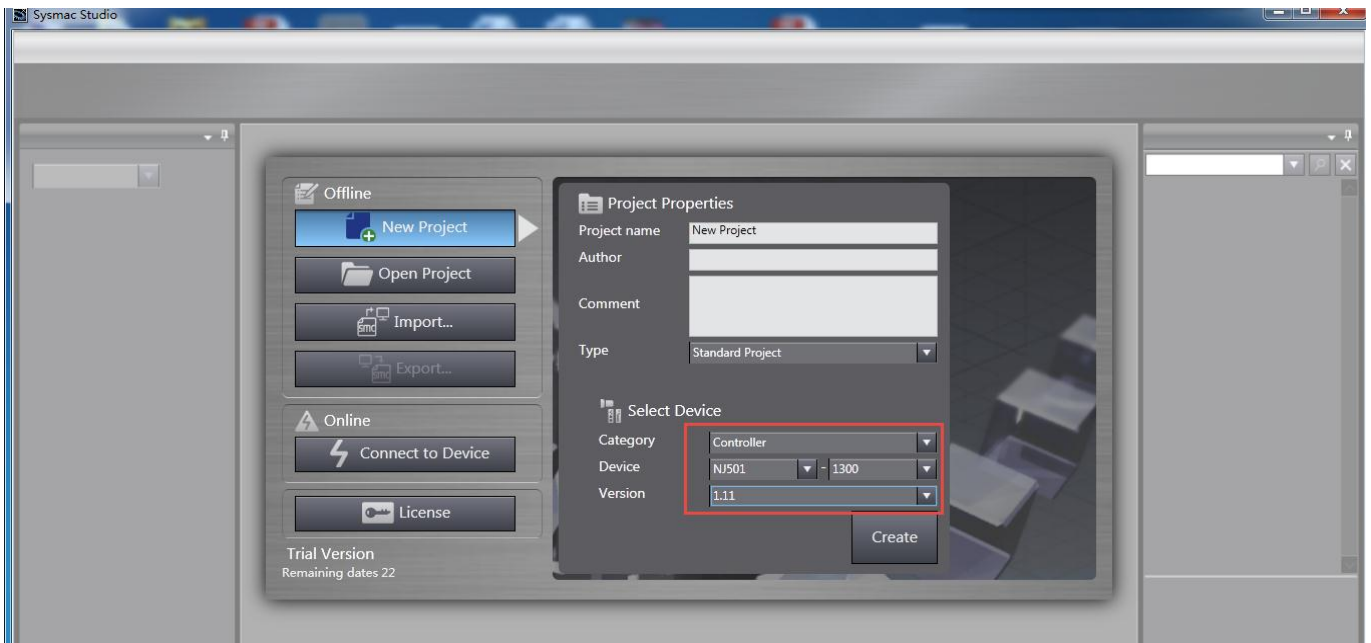 Sysmac Studio
Offline
New Project
Open Project
Import...
Export...
Online
Connect to Device
License
Trial Version
Remaining dates 22
Project Properties
Project name New Project
Author
Comment
Type Standard Project
Select Device
Category Controller
Device NJ501 - 1300
Version 1.11
Create